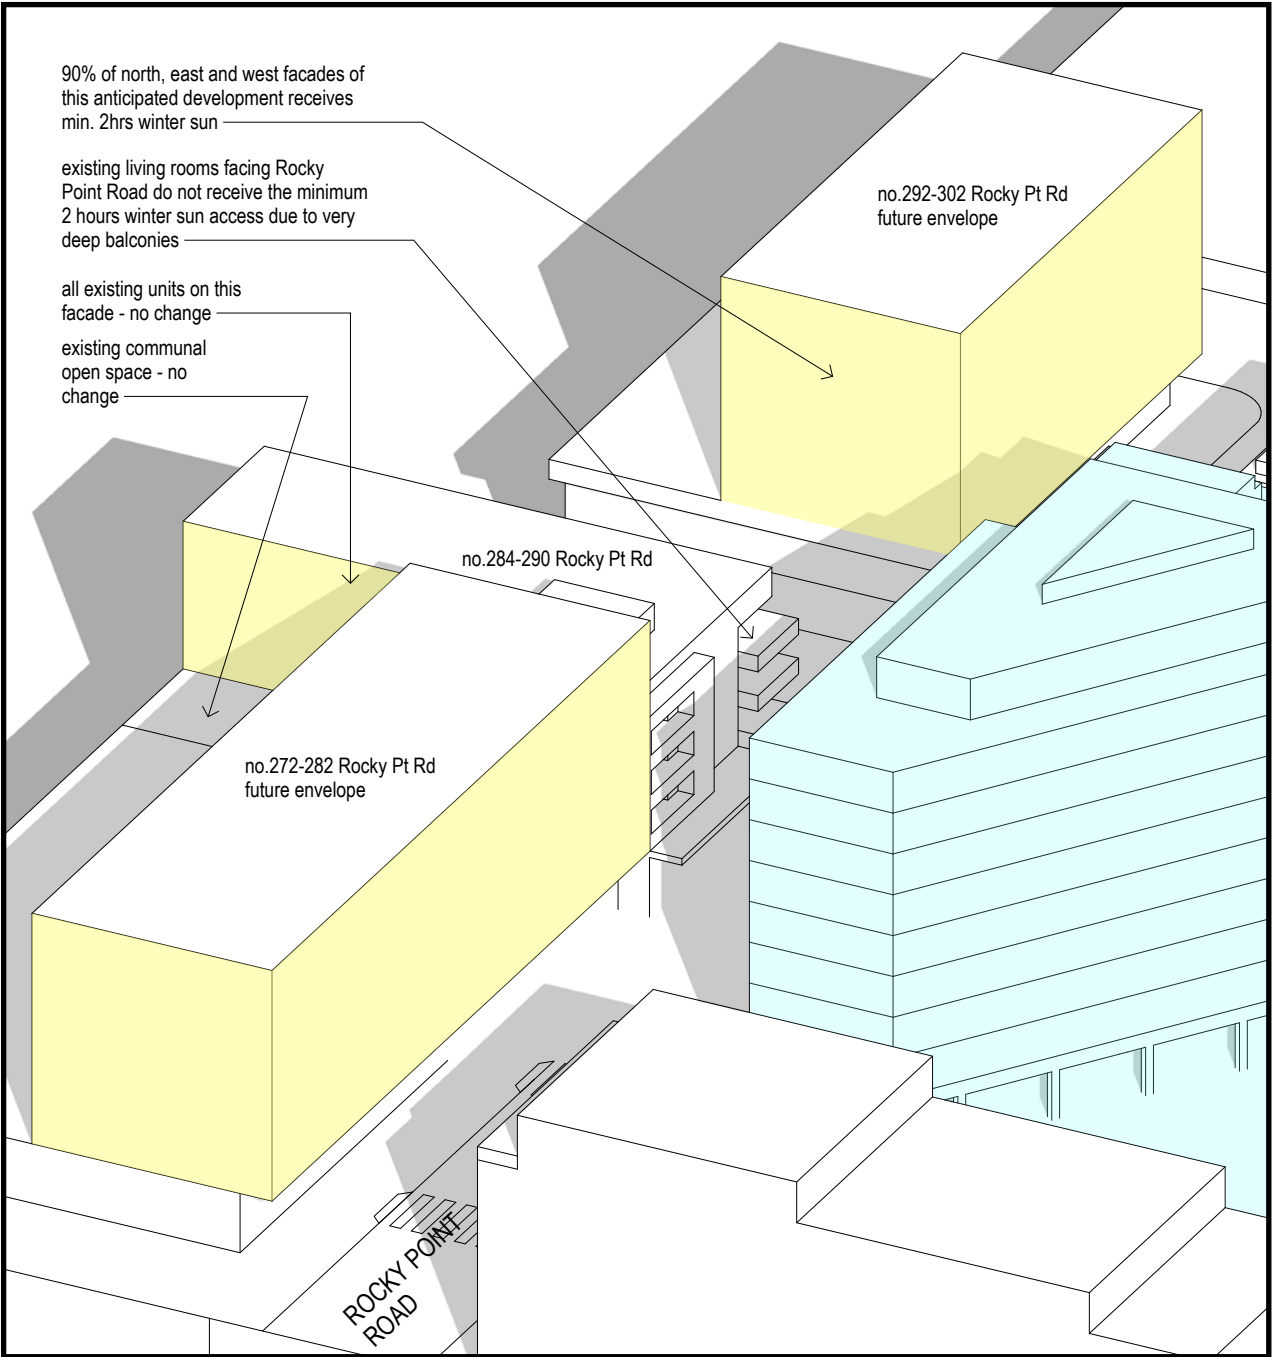 90% of north, east and west facades of
this anticipated development receives
min. 2hrs winter sun
existing living rooms facing Rocky
Point Road do not receive the minimum
2 hours winter sun access due to very
deep balconies
all existing units on this
facade - no change
existing communal
open space - no
change
no.292-302 Rocky Pt Rd
future envelope
no.284-290 Rocky Pt Rd
no.272-282 Rocky Pt Rd
future envelope
ROCKY POINT
ROAD